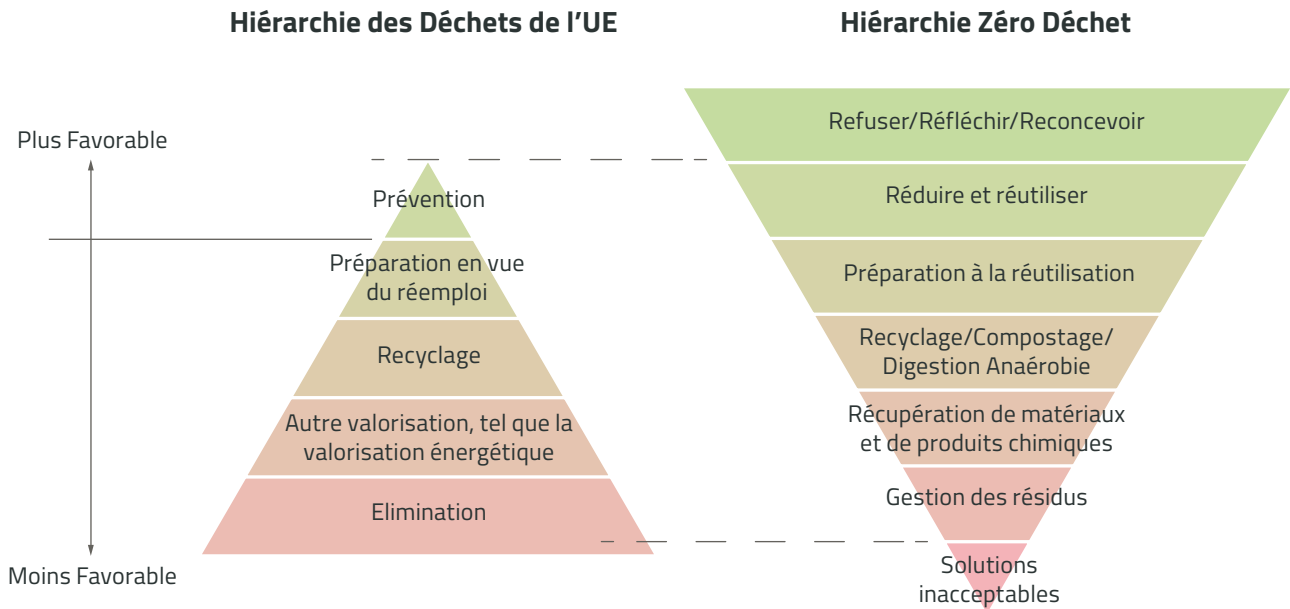 Hiérarchie des Déchets de l’UE
Hiérarchie Zéro Déchet
Plus Favorable
Moins Favorable
Prévention
Préparation en vue
du réemploi
Recyclage
Autre valorisation, tel que la
valorisation énergétique
Elimination
Refuser/Réfléchir/Reconcevoir
Réduire et réutiliser
Préparation à la réutilisation
Recyclage/Compostage/
Digestion Anaérobie
Récupération de matériaux
et de produits chimiques
Gestion des résidus
Solutions
inacceptables